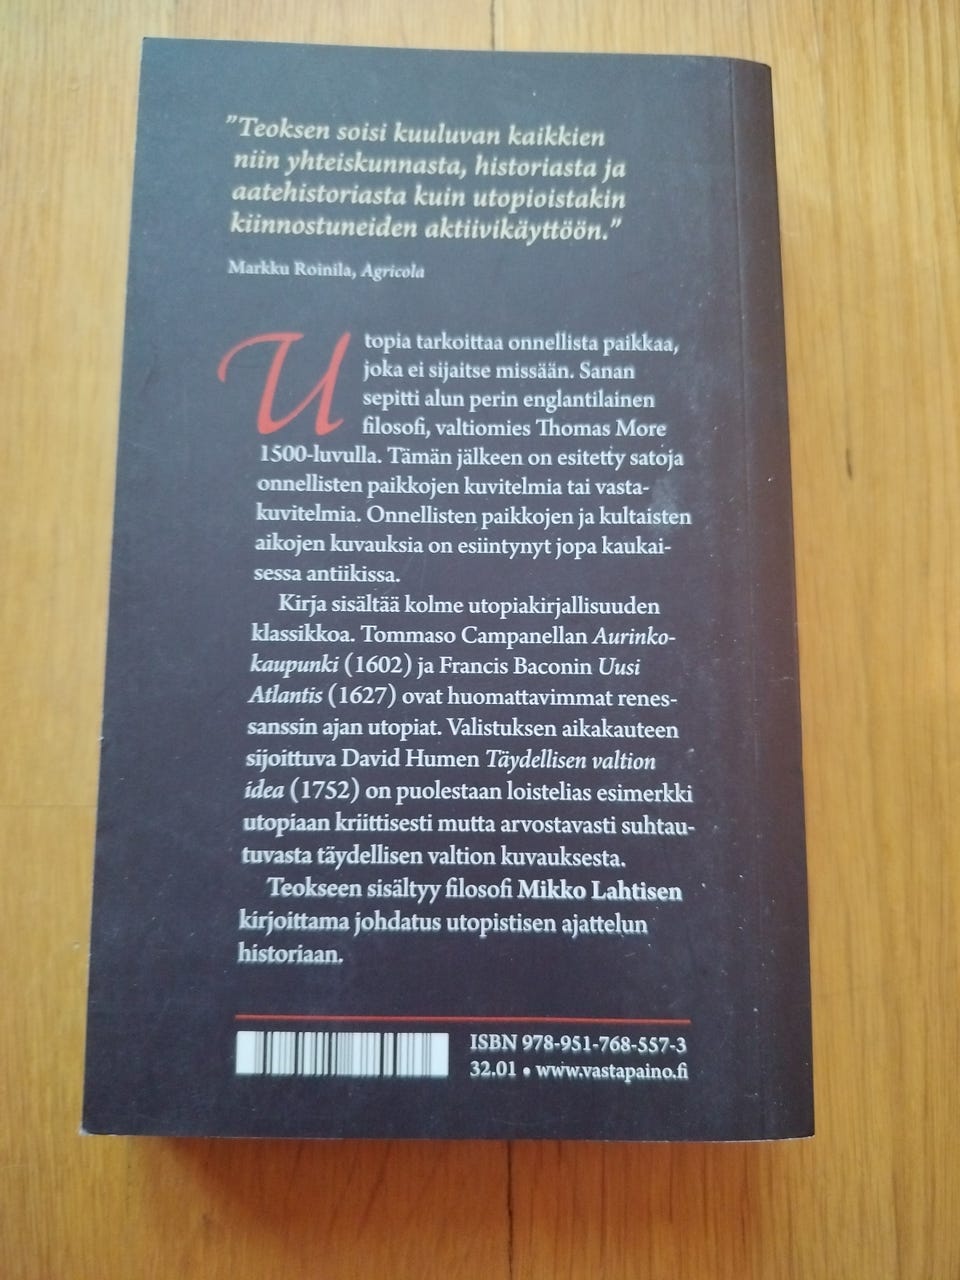 ”Teoksen soisi kuuluvan kaikkien
niin yhteiskunnasta, historiasta ja
aatehistoriasta kuin utopioistakin
kiinnostuneiden aktiivikäyttöön.”
Markku Roinila, Agricola
Utopia tarkoittaa onnellista paikkaa,
joka ei sijaitse missään. Sanan
sepitti alun perin englantilainen
filosofi, valtiomies Thomas More
1500-luvulla. Tämän jälkeen on esitetty satoja
onnellisten paikkojen kuvitelmia tai vasta-
kuvitelmia. Onnellisten paikkojen ja kultaisten
aikojen kuvauksia on esiintynyt jopa kaukai-
sessa antiikissa.
Kirja sisältää kolme utopiakirjallisuuden
klassikkoa. Tommaso Campanellan Aurinko-
kaupunki (1602) ja Francis Baconin Uusi
Atlantis (1627) ovat huomattavimmat renes-
sanssin ajan utopiat. Valistuksen aikakauteen
sijoittuva David Humen Täydellisen valtion
idea (1752) on puolestaan loistelias esimerkki
utopiaan kriittisesti mutta arvostavasti suhtau-
tuvasta täydellisen valtion kuvauksesta.
Teokseen sisältyy filosofi Mikko Lahtisen
kirjoittama johdatus utopistisen ajattelun
historiaan.
ISBN 978-951-768-557-3
32.01 • www.vastapaino.fi